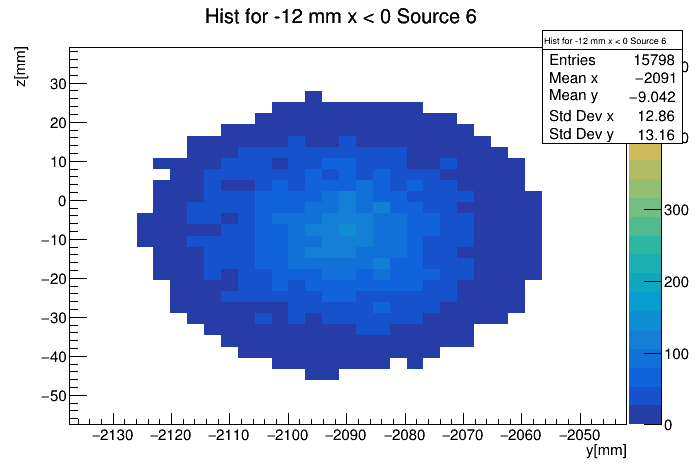 Hist for -12 mm x < 0 Source 6
z[mm]
Hist for -12 mm x < 0 Source 6
Entries 15798
Mean x −2091
Mean y −9.042
Std Dev x 12.86
Std Dev y 13.16
30
20
10
0
−10
−20
−30
−40
−50
0
0
300
200
100
0
−2130 −2120 −2110 −2100 −2090 −2080 −2070 −2060 −2050
y[mm]